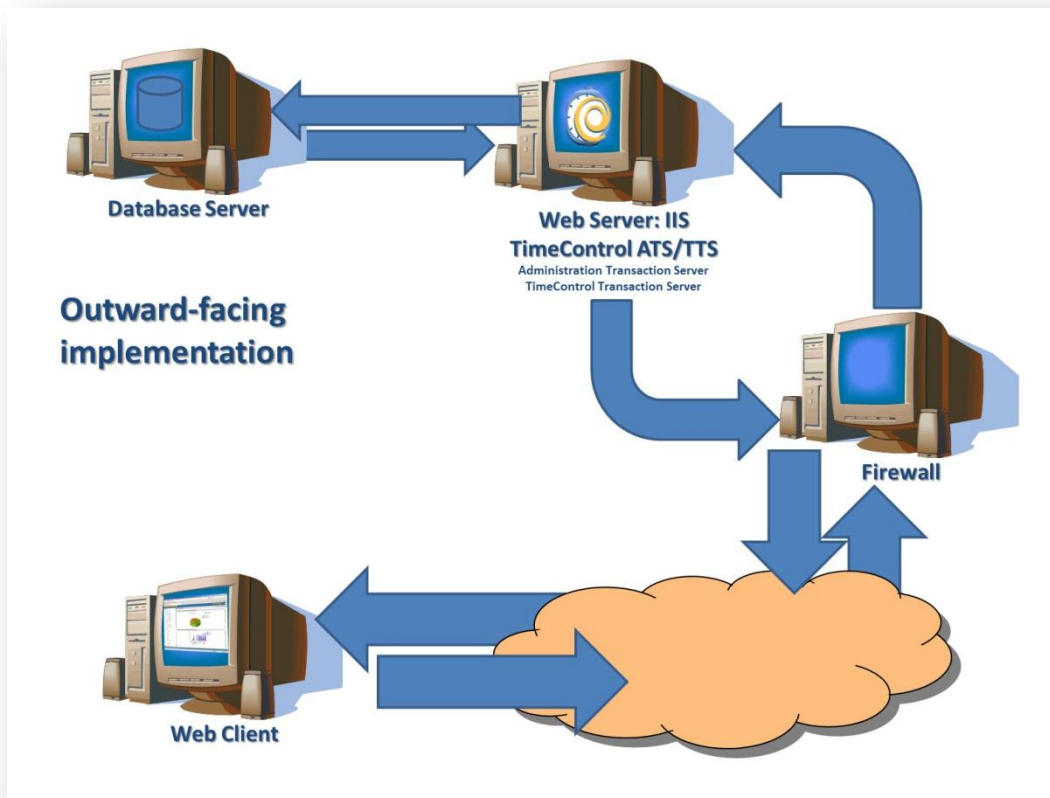 Database Server
Web Server: IIS
TimeControl ATS/TTS
Administration Transaction Server
TimeControl Transaction Server
Outward-facing
implementation
Firewall
Web Client